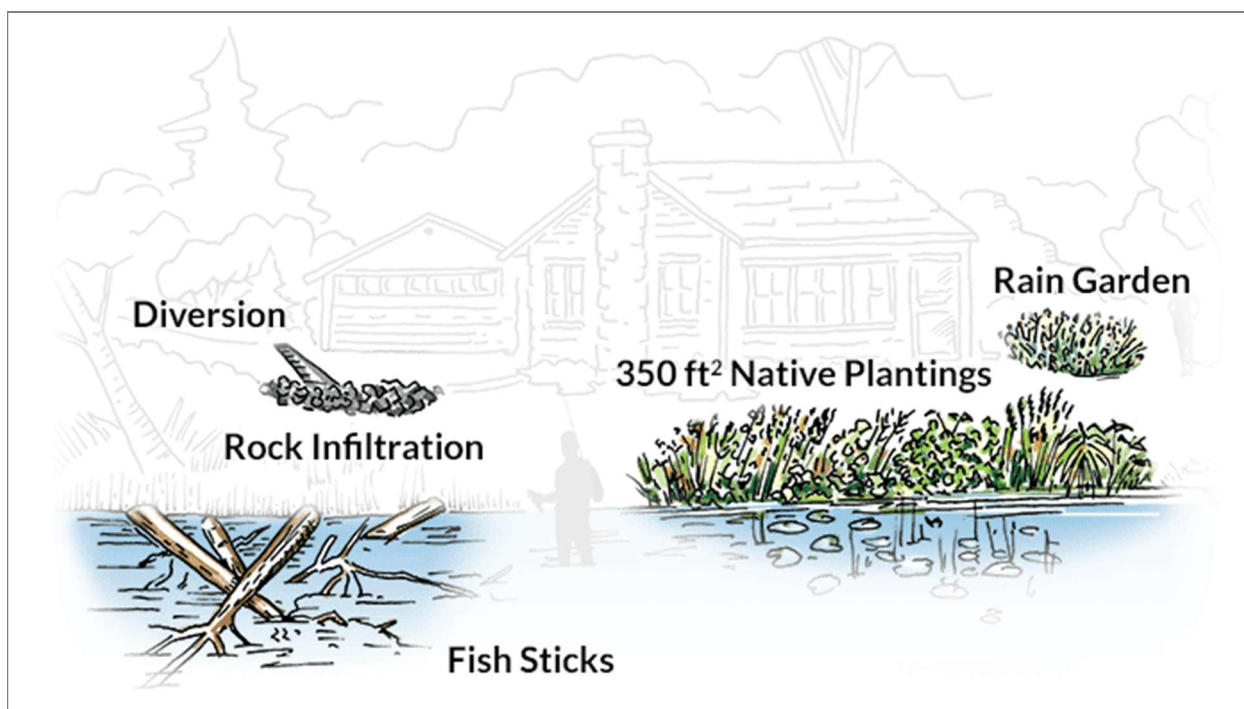 Rain Garden
Diversion
350 ft² Native Plantings
Rock Infiltration
Fish Sticks